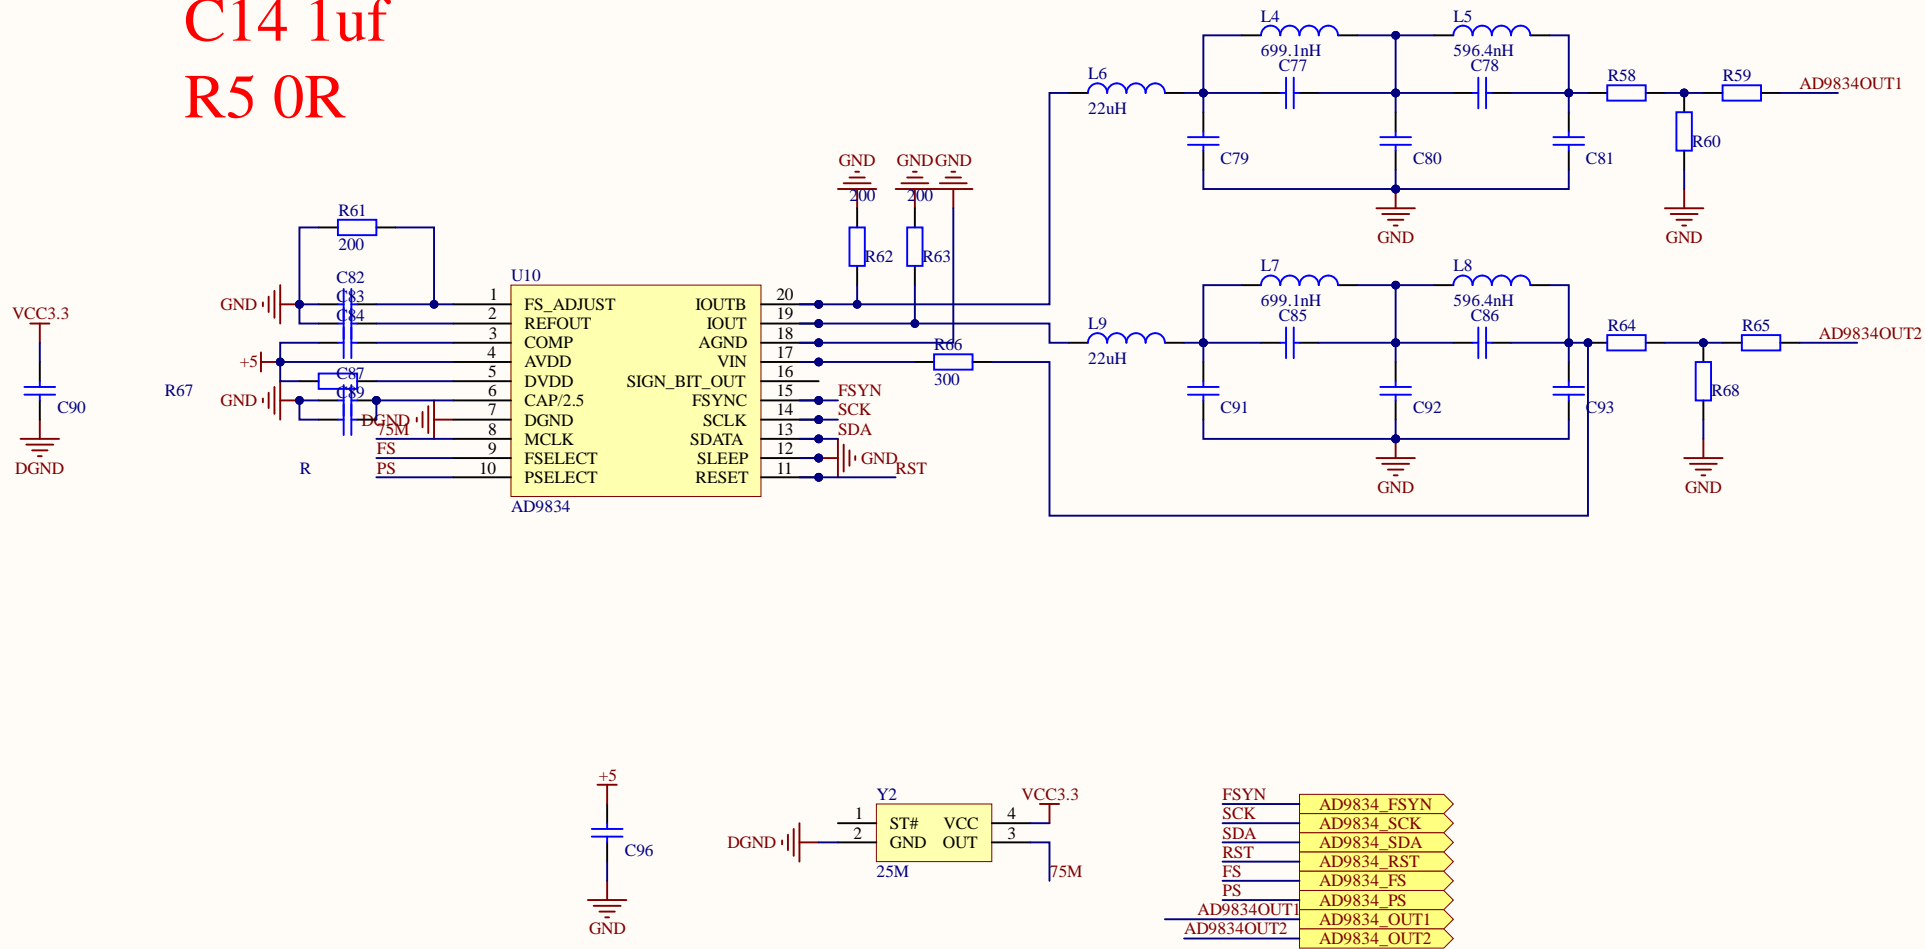 C14 1uf
R5 0R
L4
699.1nH
C77
L5
596.4nH
C78
L6
22uH
R58
R59
AD9834OUT1
R60
C79
C80
C81
GND
GND
GND
GND
GND
200
200
R62
R63
R61
200
C82
C83
C84
GND
+5
C87
C89
R67
GND
DGND
75M
FS
PS
R
VCC3.3
C90
DGND
U10
1 FS_ADJUST IOUTB 20
2 REFOUT IOUT 19
3 COMP AGND 18
4 AVDD VIN 17
5 DVDD SIGN_BIT_OUT 16
6 CAP/2.5 FSYNC 15
7 DGND SCLK 14
8 MCLK SDATA 13
9 FSELECT SLEEP 12
10 PSELECT RESET 11
AD9834
FSYN
SCK
SDA
GND
RST
R66
300
L7
699.1nH
C85
L8
596.4nH
C86
L9
22uH
R64
R65
AD9834OUT2
R68
C91
C92
C93
GND
GND
+5
C96
GND
Y2
1 ST# VCC 4
2 GND OUT 3
25M
DGND
VCC3.3
75M
FSYN AD9834_FSYN
SCK AD9834_SCK
SDA AD9834_SDA
RST AD9834_RST
FS AD9834_FS
PS AD9834_PS
AD9834OUT1 AD9834_OUT1
AD9834OUT2 AD9834_OUT2